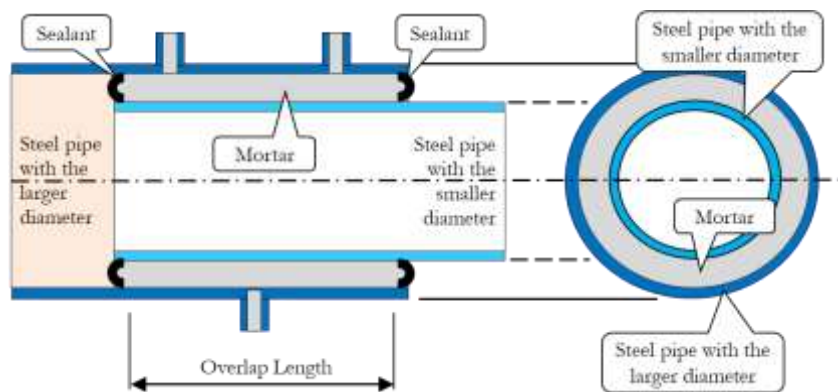 Sealant
Sealant
Steel pipe with the
smaller diameter
Steel pipe
with the
larger
diameter
Mortar
Steel pipe
with the
smaller
diameter
Mortar
Overlap Length
Steel pipe with the
larger diameter